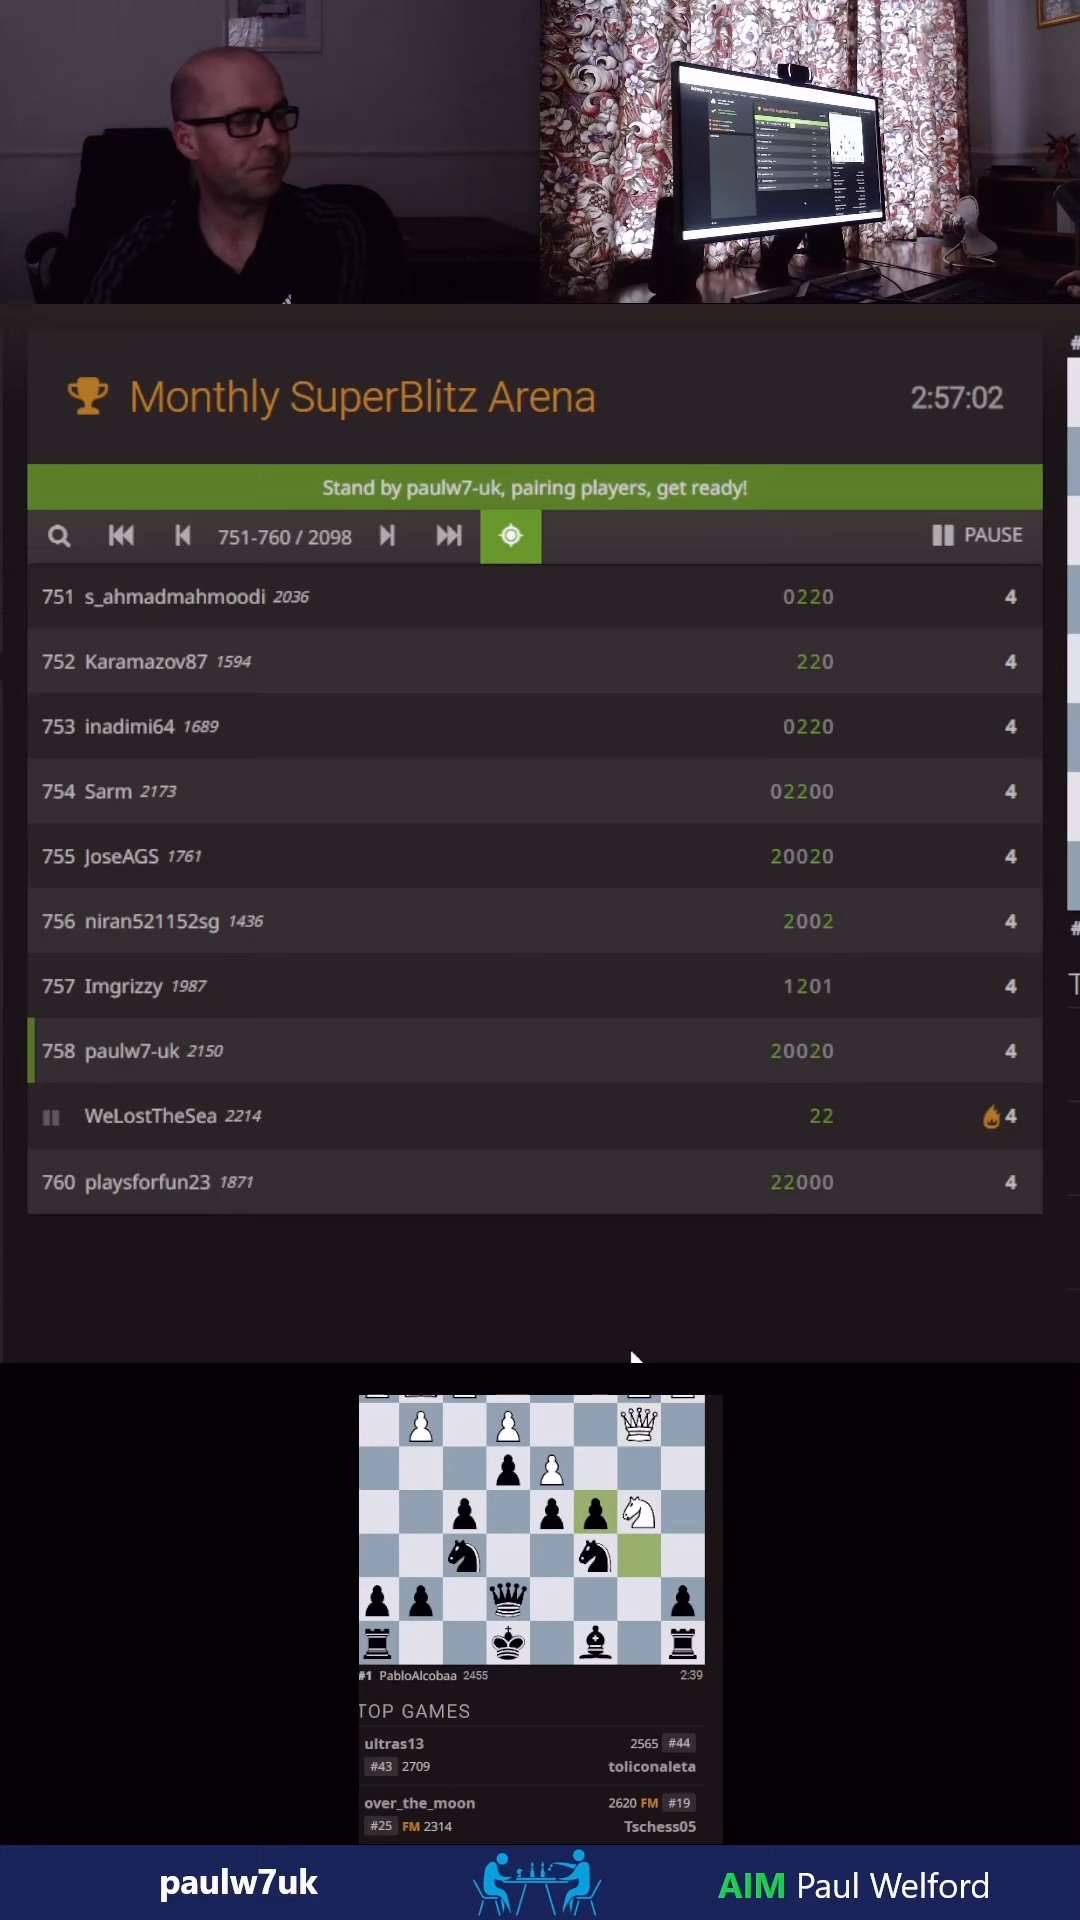 Monthly SuperBlitz Arena 2:57:02
Stand by paulw7-uk, pairing players, get ready!
751-760 / 2098 PAUSE
751 s_ahmadmahmoodi 2036 0220 4
752 Karamazov87 1594 220 4
753 inadimi64 1689 0220 4
754 Sarm 2173 02200 4
755 JoseAGS 1761 20020 4
756 niran521152sg 1436 2002 4
757 Imgrizzy 1987 1201 4
758 paulw7-uk 2150 20020 4
WeLostTheSea 2214 22 4
760 playsforfun23 1871 22000 4
#1 PabloAlcobaa 2455 2:39
TOP GAMES
ultras13 2565 #44
#43 2709 toliconaleta
over_the_moon 2620 FM #19
#25 FM 2314 Tschess05
paulw7uk AIM Paul Welford